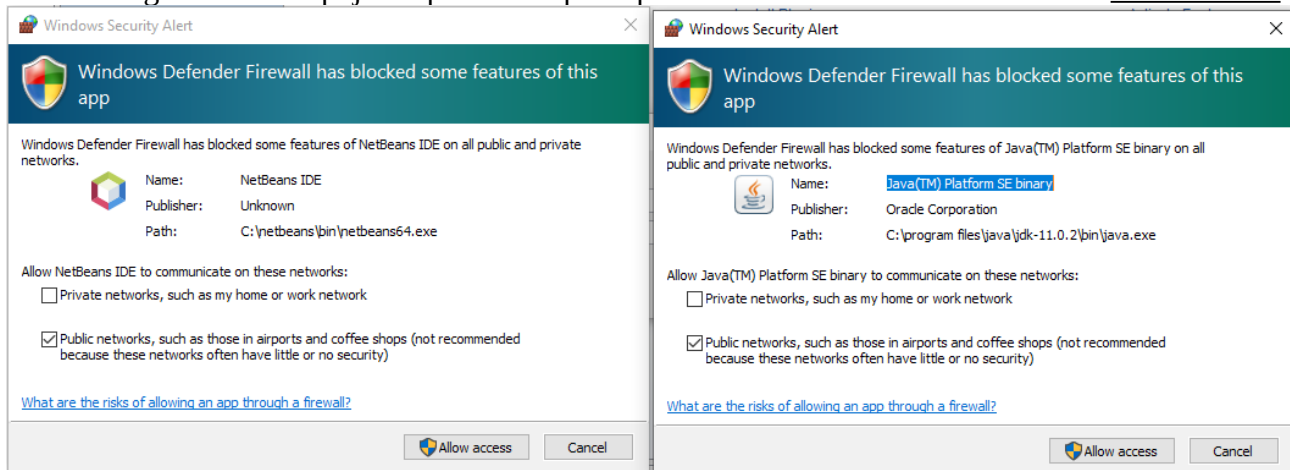 Windows Security Alert
Windows Defender Firewall has blocked some features of this
app
Windows Defender Firewall has blocked some features of NetBeans IDE on all public and private
networks.
Name: NetBeans IDE
Publisher: Unknown
Path: C:\netbeans\bin\netbeans64.exe
Allow NetBeans IDE to communicate on these networks:
Private networks, such as my home or work network
Public networks, such as those in airports and coffee shops (not recommended
because these networks often have little or no security)
What are the risks of allowing an app through a firewall?
Allow access Cancel
Windows Security Alert
Windows Defender Firewall has blocked some features of this
app
Windows Defender Firewall has blocked some features of Java(TM) Platform SE binary on all
public and private networks.
Name: Java(TM) Platform SE binary
Publisher: Oracle Corporation
Path: C:\program files\java\jdk-11.0.2\bin\java.exe
Allow Java(TM) Platform SE binary to communicate on these networks:
Private networks, such as my home or work network
Public networks, such as those in airports and coffee shops (not recommended
because these networks often have little or no security)
What are the risks of allowing an app through a firewall?
Allow access Cancel